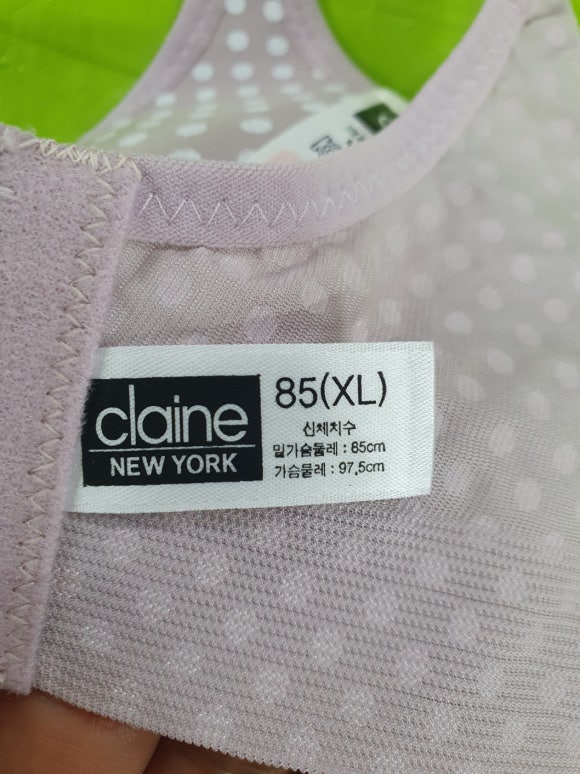 claine
NEW YORK
85(XL)
신체치수
밑가슴둘레 : 85cm
가슴둘레 : 97.5cm